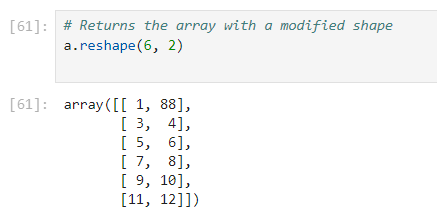 [61]: # Returns the array with a modified shape
a.reshape(6, 2)
[61]: array([[ 1, 88],
       [ 3,  4],
       [ 5,  6],
       [ 7,  8],
       [ 9, 10],
       [11, 12]])